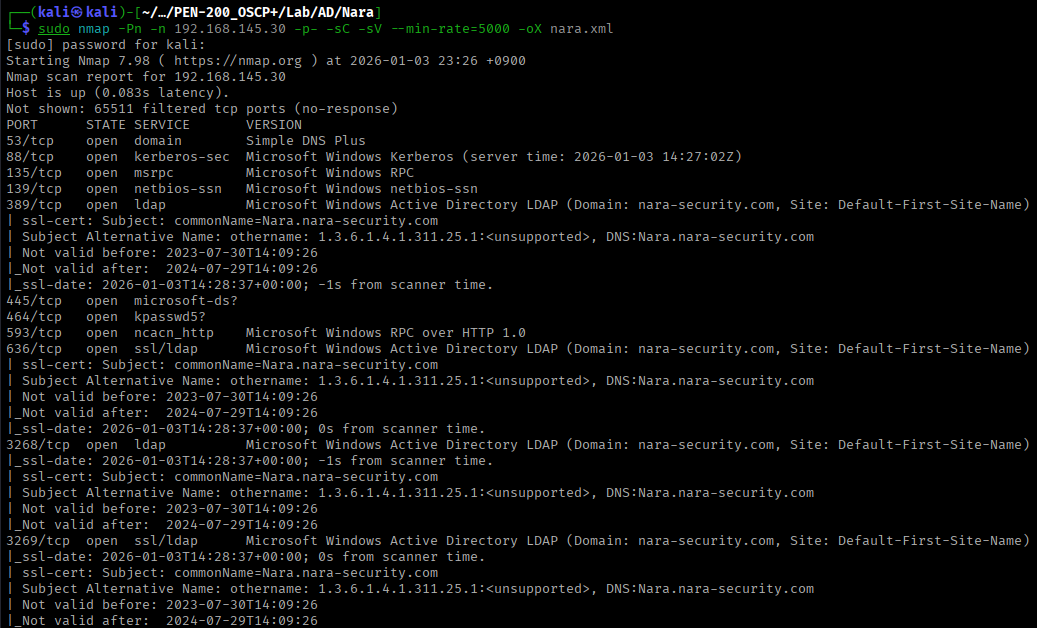 ┌──(kali㉿kali)-[~/…/PEN-200_OSCP+/Lab/AD/Nara]
└─$ sudo nmap -Pn -n 192.168.145.30 -p- -sC -sV --min-rate=5000 -oX nara.xml
[sudo] password for kali:
Starting Nmap 7.98 ( https://nmap.org ) at 2026-01-03 23:26 +0900
Nmap scan report for 192.168.145.30
Host is up (0.083s latency).
Not shown: 65511 filtered tcp ports (no-response)
PORT      STATE SERVICE       VERSION
53/tcp    open  domain        Simple DNS Plus
88/tcp    open  kerberos-sec  Microsoft Windows Kerberos (server time: 2026-01-03 14:27:02Z)
135/tcp   open  msrpc         Microsoft Windows RPC
139/tcp   open  netbios-ssn   Microsoft Windows netbios-ssn
389/tcp   open  ldap          Microsoft Windows Active Directory LDAP (Domain: nara-security.com, Site: Default-First-Site-Name)
| ssl-cert: Subject: commonName=Nara.nara-security.com
| Subject Alternative Name: othername: 1.3.6.1.4.1.311.25.1:<unsupported>, DNS:Nara.nara-security.com
| Not valid before: 2023-07-30T14:09:26
|_Not valid after:  2024-07-29T14:09:26
|_ssl-date: 2026-01-03T14:28:37+00:00; -1s from scanner time.
445/tcp   open  microsoft-ds?
464/tcp   open  kpasswd5?
593/tcp   open  ncacn_http    Microsoft Windows RPC over HTTP 1.0
636/tcp   open  ssl/ldap      Microsoft Windows Active Directory LDAP (Domain: nara-security.com, Site: Default-First-Site-Name)
| ssl-cert: Subject: commonName=Nara.nara-security.com
| Subject Alternative Name: othername: 1.3.6.1.4.1.311.25.1:<unsupported>, DNS:Nara.nara-security.com
| Not valid before: 2023-07-30T14:09:26
|_Not valid after:  2024-07-29T14:09:26
|_ssl-date: 2026-01-03T14:28:37+00:00; 0s from scanner time.
3268/tcp  open  ldap          Microsoft Windows Active Directory LDAP (Domain: nara-security.com, Site: Default-First-Site-Name)
|_ssl-date: 2026-01-03T14:28:37+00:00; -1s from scanner time.
| ssl-cert: Subject: commonName=Nara.nara-security.com
| Subject Alternative Name: othername: 1.3.6.1.4.1.311.25.1:<unsupported>, DNS:Nara.nara-security.com
| Not valid before: 2023-07-30T14:09:26
|_Not valid after:  2024-07-29T14:09:26
3269/tcp  open  ssl/ldap      Microsoft Windows Active Directory LDAP (Domain: nara-security.com, Site: Default-First-Site-Name)
|_ssl-date: 2026-01-03T14:28:37+00:00; 0s from scanner time.
| ssl-cert: Subject: commonName=Nara.nara-security.com
| Subject Alternative Name: othername: 1.3.6.1.4.1.311.25.1:<unsupported>, DNS:Nara.nara-security.com
| Not valid before: 2023-07-30T14:09:26
|_Not valid after:  2024-07-29T14:09:26